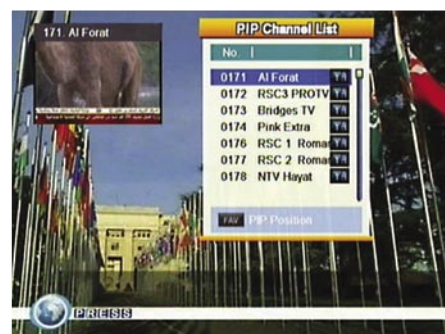 171. Al Forat
PIP Channel List
No.
0171 Al Forat
0172 RSC3 PROTV
0173 Bridges TV
0174 Pink Extra
0176 RSC 1 Roman
0177 RSC 2 Roman
0178 NTV Hayat
FAV PIP Position
PRESS